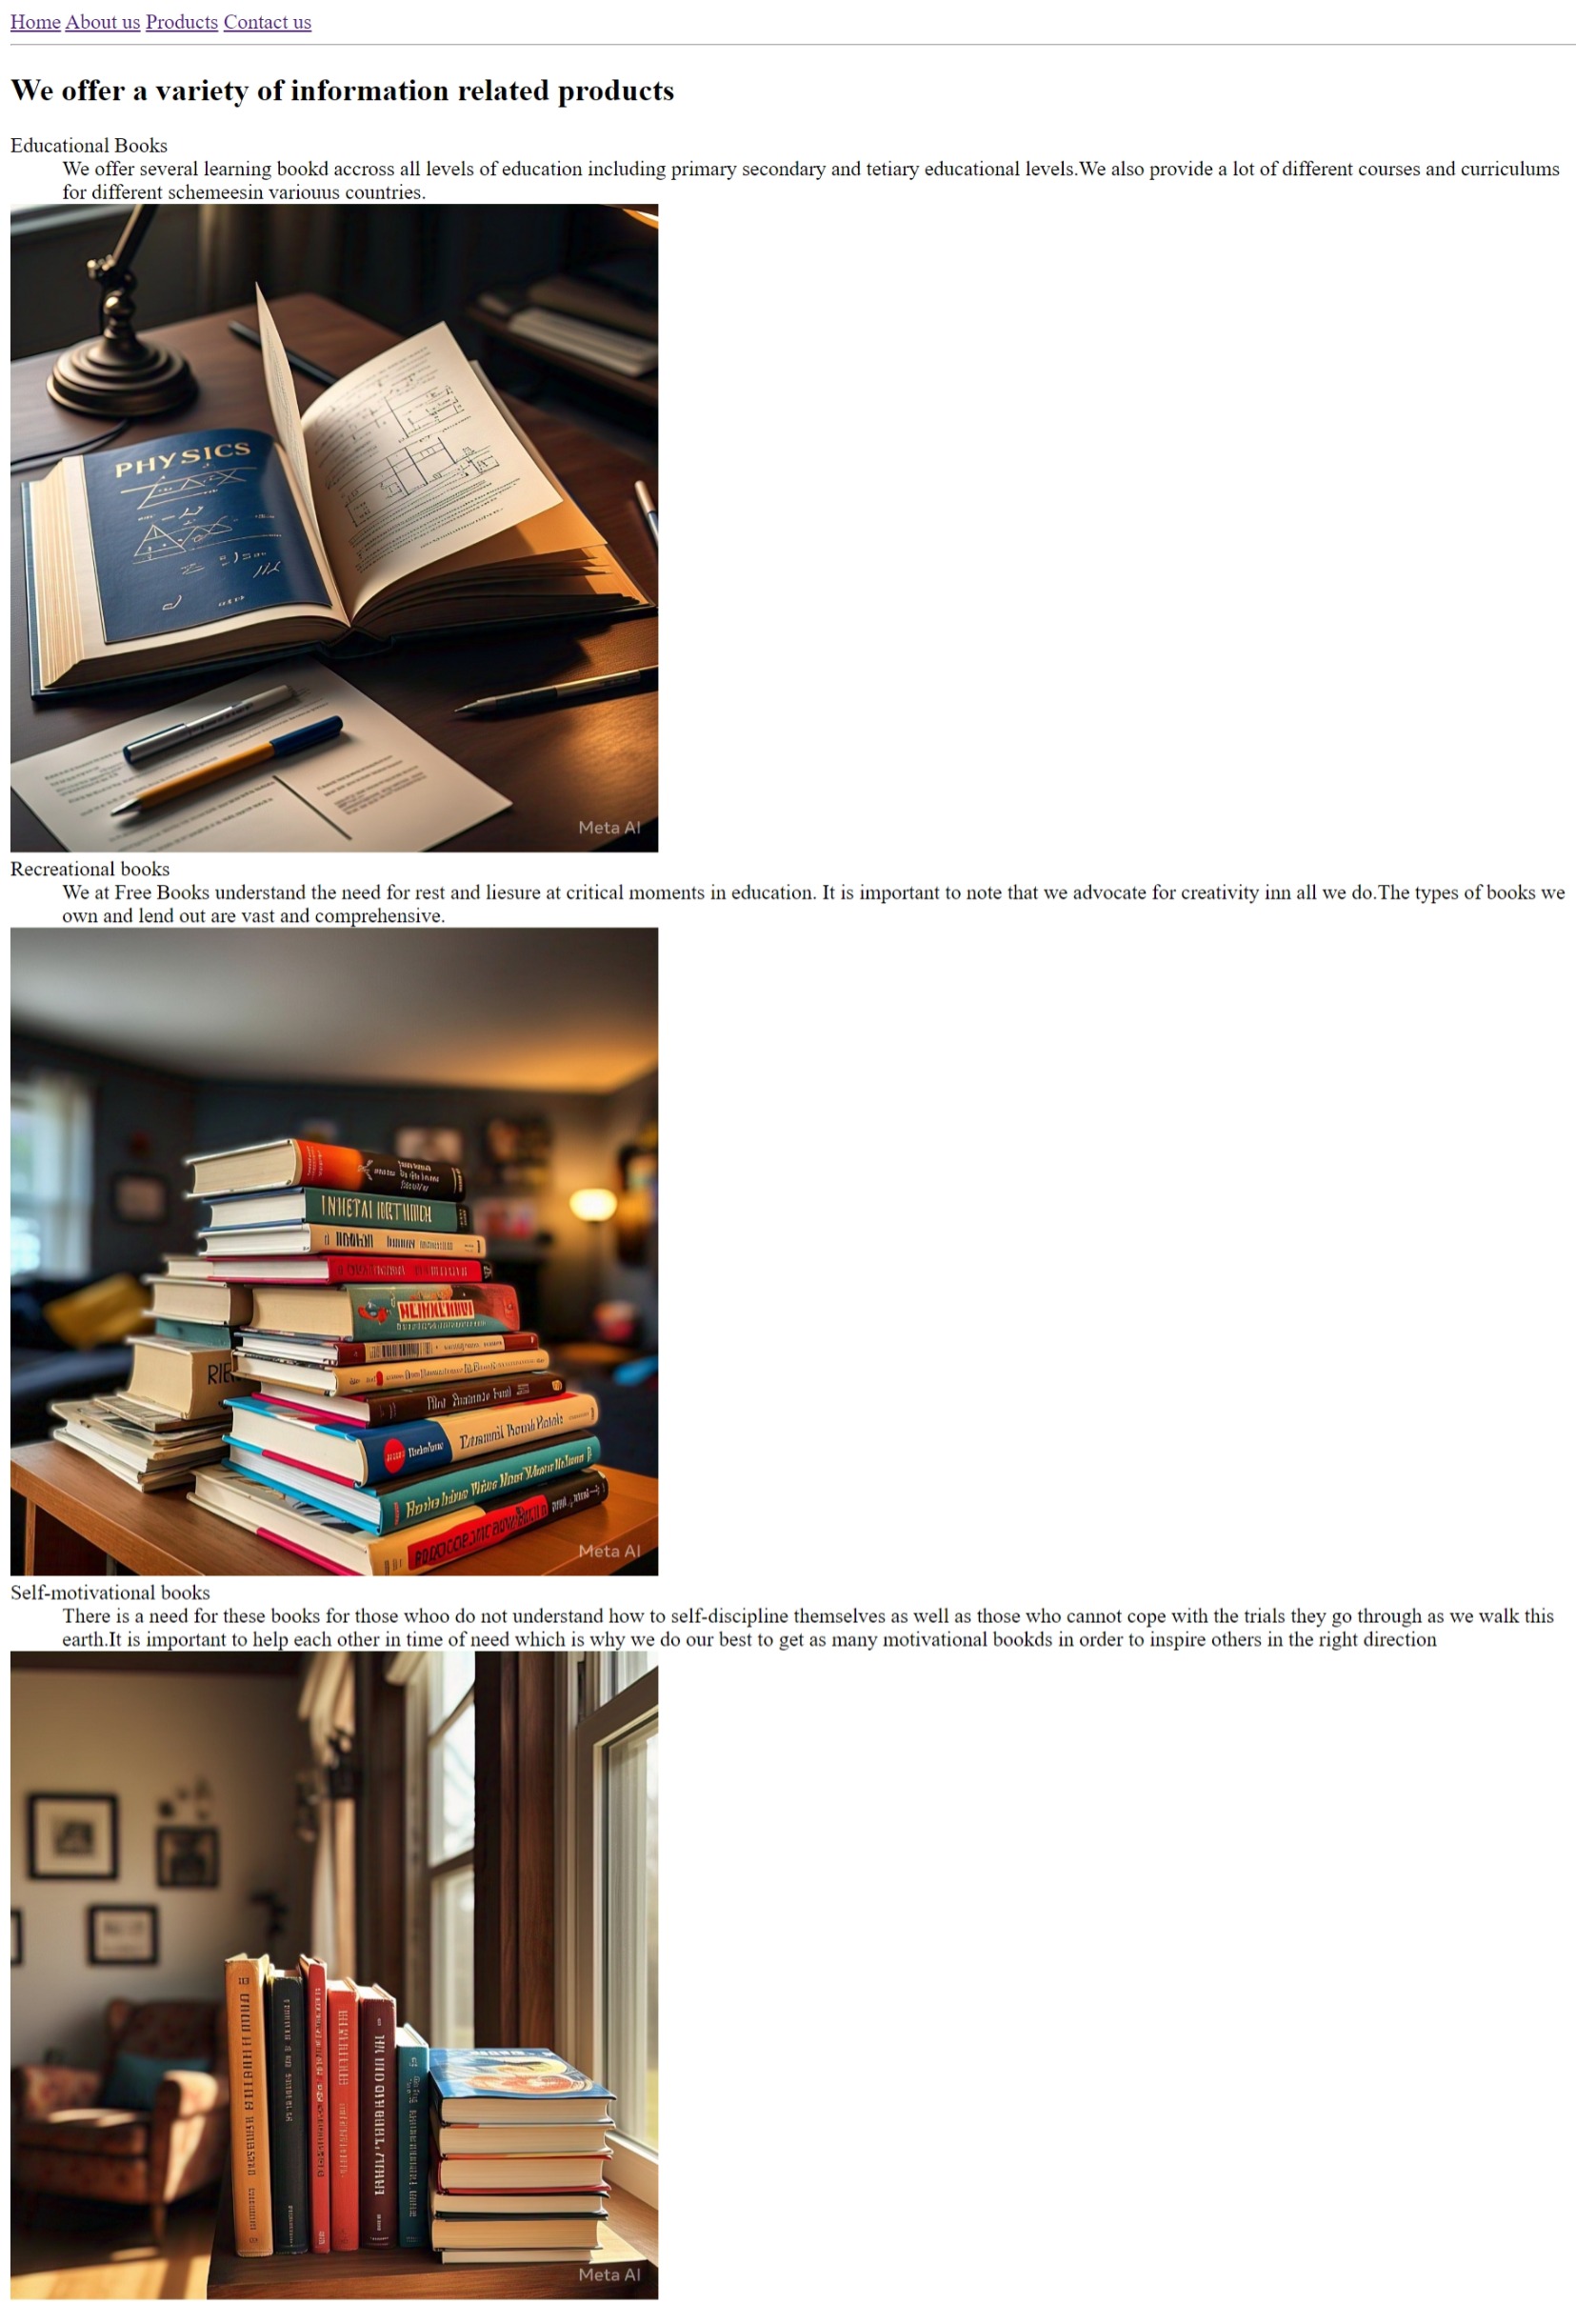 Home About us Products Contact us
We offer a variety of information related products
Educational Books
We offer several learning bookd accross all levels of education including primary secondary and tetiary educational levels.We also provide a lot of different courses and curriculums
for different schemeesin variouus countries.
PHYSICS
Meta AI
Recreational books
We at Free Books understand the need for rest and liesure at critical moments in education. It is important to note that we advocate for creativity inn all we do.The types of books we
own and lend out are vast and comprehensive.
Meta AI
Self-motivational books
There is a need for these books for those whoo do not understand how to self-discipline themselves as well as those who cannot cope with the trials they go through as we walk this
earth.It is important to help each other in time of need which is why we do our best to get as many motivational bookds in order to inspire others in the right direction
Meta AI